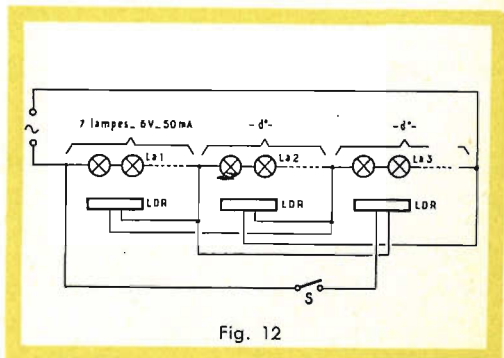 7 lampes_ 6V_50mA
-d°-
-d°-
La1
La2
La3
LDR
LDR
LDR
S
Fig. 12